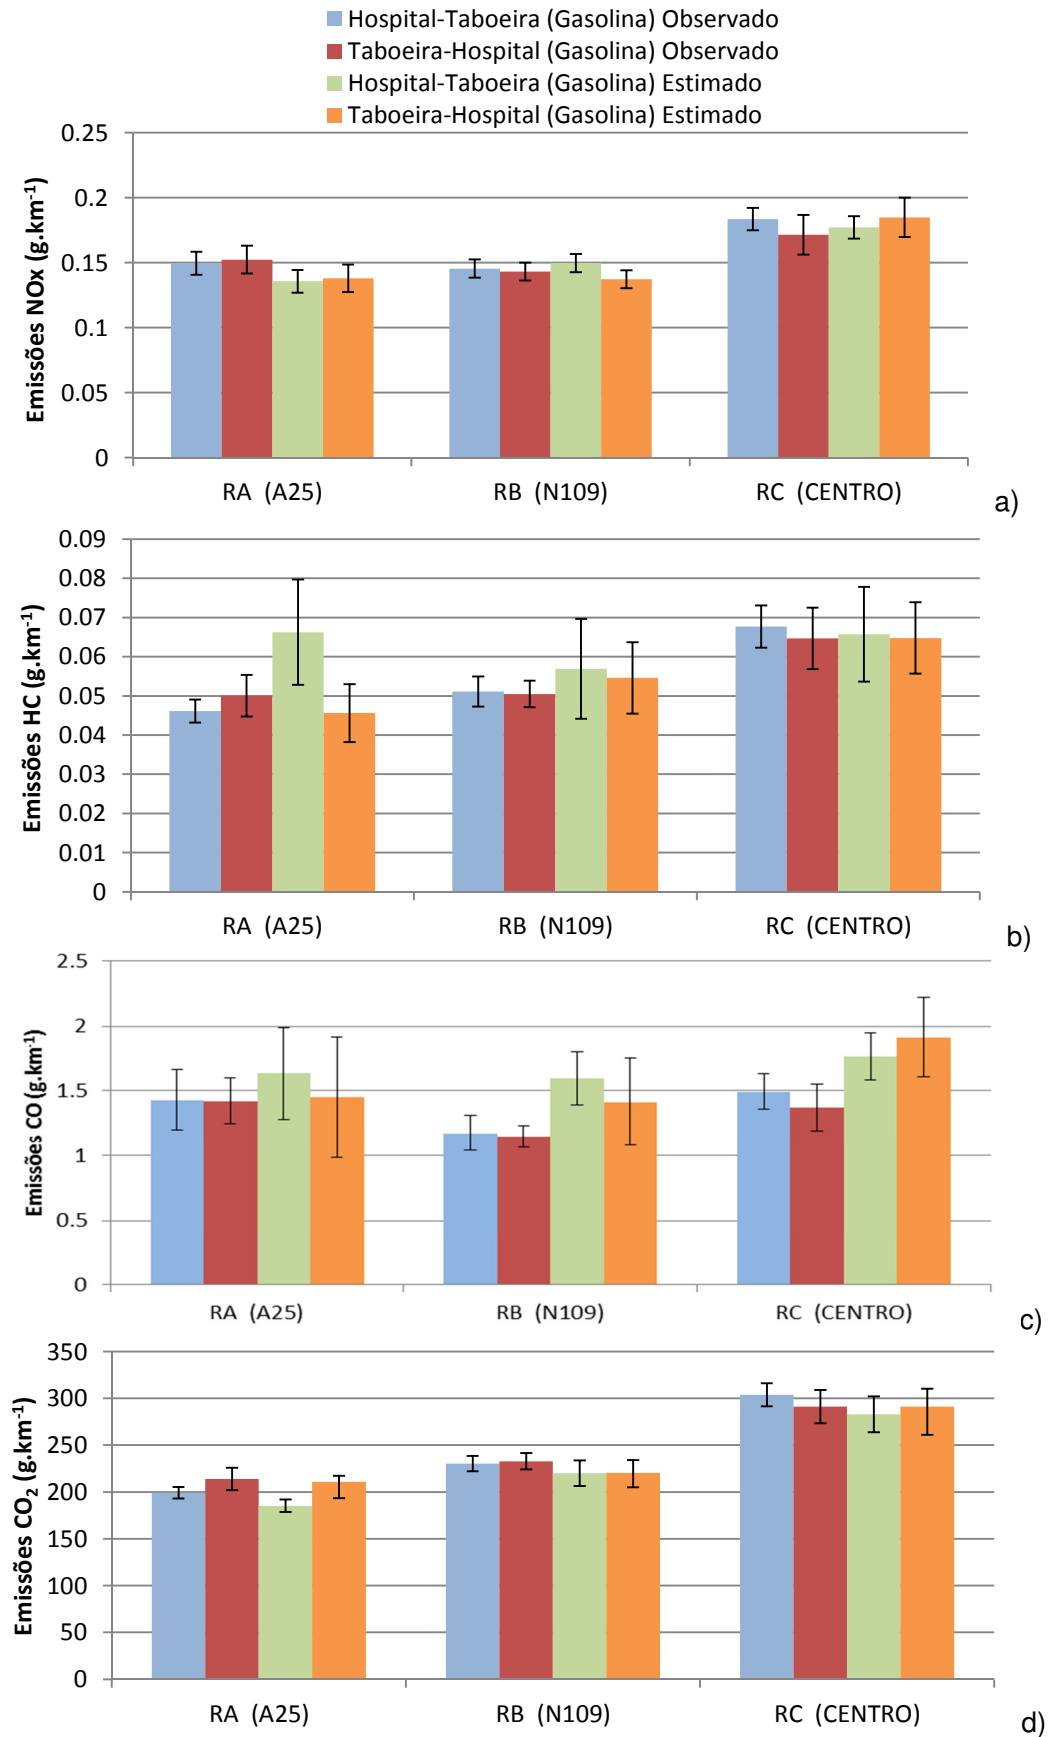 Hospital-Taboeira (Gasolina) Observado
Taboeira-Hospital (Gasolina) Observado
Hospital-Taboeira (Gasolina) Estimado
Taboeira-Hospital (Gasolina) Estimado
Emissões NOx (g.km-1)
0.25
0.2
0.15
0.1
0.05
0
RA (A25) RB (N109) RC (CENTRO)
a)
Emissões HC (g.km-1)
0.09
0.08
0.07
0.06
0.05
0.04
0.03
0.02
0.01
0
RA (A25) RB (N109) RC (CENTRO)
b)
Emissões CO (g.km-1)
2.5
2
1.5
1
0.5
0
RA (A25) RB (N109) RC (CENTRO)
c)
Emissões CO2 (g.km-1)
350
300
250
200
150
100
50
0
RA (A25) RB (N109) RC (CENTRO)
d)